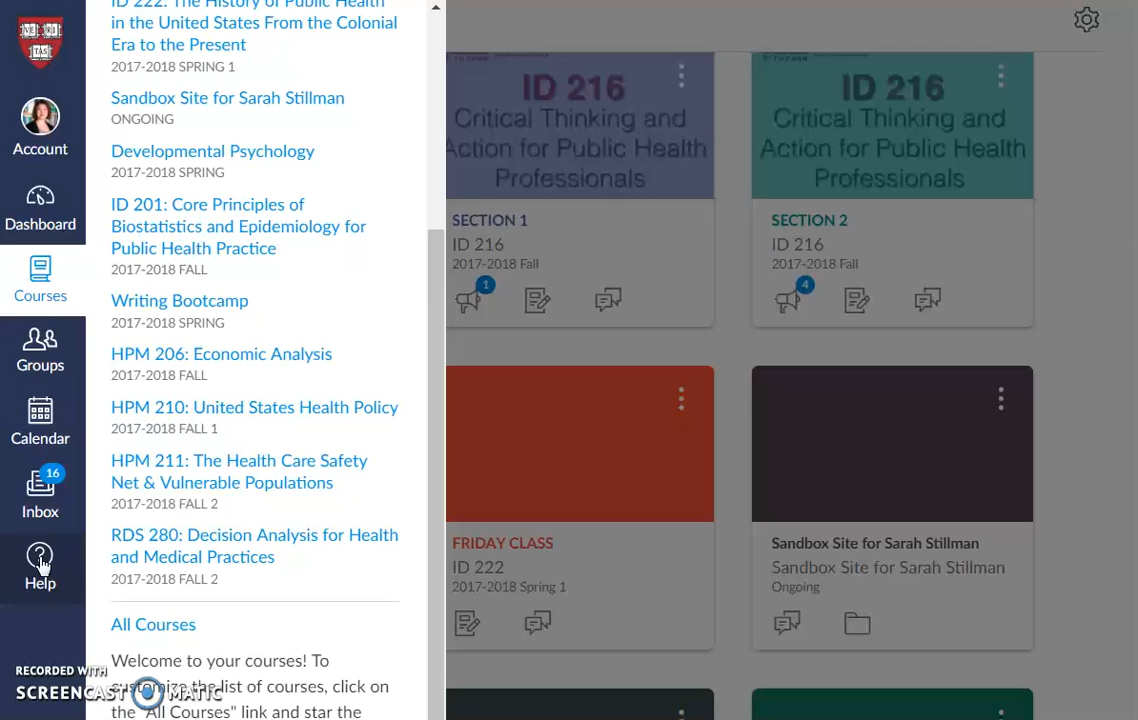 VE RI
TAS
Account
Dashboard
Courses
Groups
Calendar
16
Inbox
Help
ID 222: The History of Public Health
in the United States From the Colonial
Era to the Present
2017-2018 SPRING 1
Sandbox Site for Sarah Stillman
ONGOING
Developmental Psychology
2017-2018 SPRING
ID 201: Core Principles of
Biostatistics and Epidemiology for
Public Health Practice
2017-2018 FALL
Writing Bootcamp
2017-2018 SPRING
HPM 206: Economic Analysis
2017-2018 FALL
HPM 210: United States Health Policy
2017-2018 FALL 1
HPM 211: The Health Care Safety
Net & Vulnerable Populations
2017-2018 FALL 2
RDS 280: Decision Analysis for Health
and Medical Practices
2017-2018 FALL 2
All Courses
Welcome to your courses! To
customize the list of courses, click on
the "All Courses" link and star the
RECORDED WITH
SCREENCAST MATIC
ID 216
Critical Thinking and
Action for Public Health
Professionals
SECTION 1
ID 216
2017-2018 Fall
1
ID 216
Critical Thinking and
Action for Public Health
Professionals
SECTION 2
ID 216
2017-2018 Fall
4
FRIDAY CLASS
ID 222
2017-2018 Spring 1
Sandbox Site for Sarah Stillman
Sandbox Site for Sarah Stillman
Ongoing